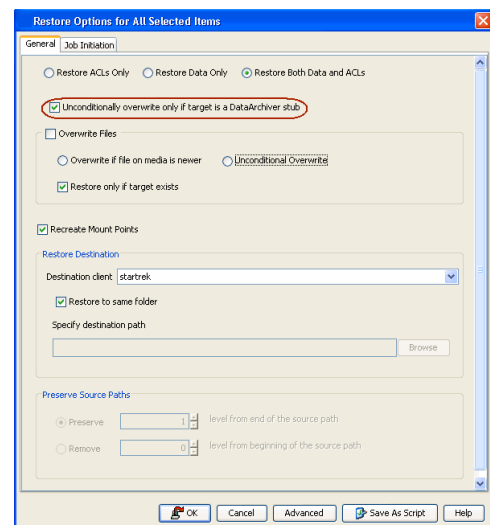 Restore Options for All Selected Items
General Job Initiation
Restore ACLs Only Restore Data Only Restore Both Data and ACLs
Unconditionally overwrite only if target is a DataArchiver stub
Overwrite Files
Overwrite if file on media is newer Unconditional Overwrite
Restore only if target exists
Recreate Mount Points
Restore Destination
Destination client startrek
Restore to same folder
Specify destination path
Browse
Preserve Source Paths
Preserve 1 level from end of the source path
Remove 0 level from beginning of the source path
OK Cancel Advanced Save As Script Help